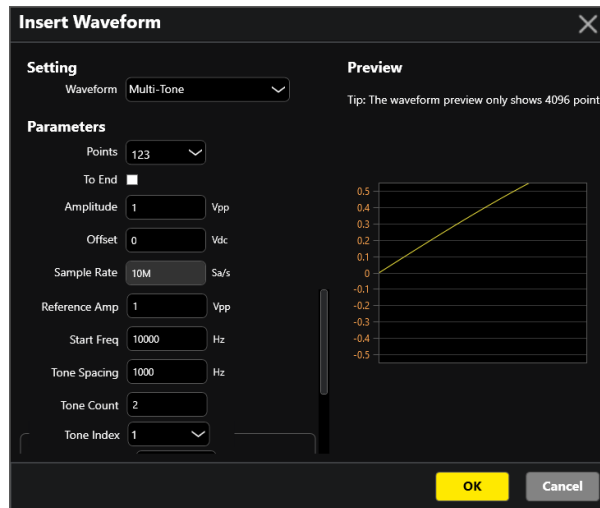 Insert Waveform
Setting
Waveform Multi-Tone
Parameters
Points 123
To End
Amplitude 1 Vpp
Offset 0 Vdc
Sample Rate 10M Sa/s
Reference Amp 1 Vpp
Start Freq 10000 Hz
Tone Spacing 1000 Hz
Tone Count 2
Tone Index 1
Preview
Tip: The waveform preview only shows 4096 point
0.5
0.4
0.3
0.2
0.1
0
-0.1
-0.2
-0.3
-0.4
-0.5
OK Cancel